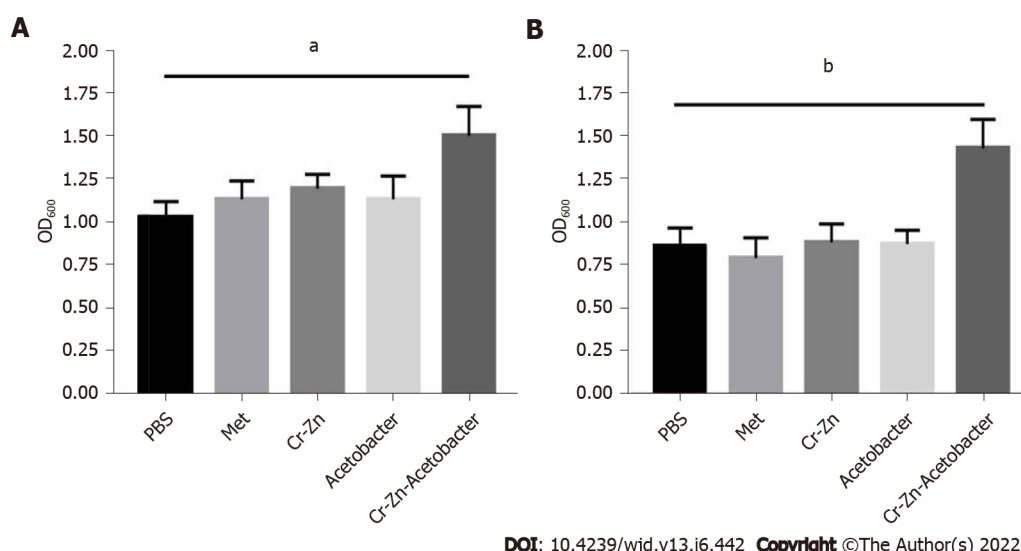 A
a
2.00
1.75
1.50
1.25
1.00
0.75
0.50
0.25
0.00
OD600
PBS
Met
Cr-Zn
Acetobacter
Cr-Zn-Acetobacter
B
b
2.00
1.75
1.50
1.25
1.00
0.75
0.50
0.25
0.00
OD600
PBS
Met
Cr-Zn
Acetobacter
Cr-Zn-Acetobacter
DOI: 10.4239/wjd.v13.i6.442 Copyright ©The Author(s) 2022